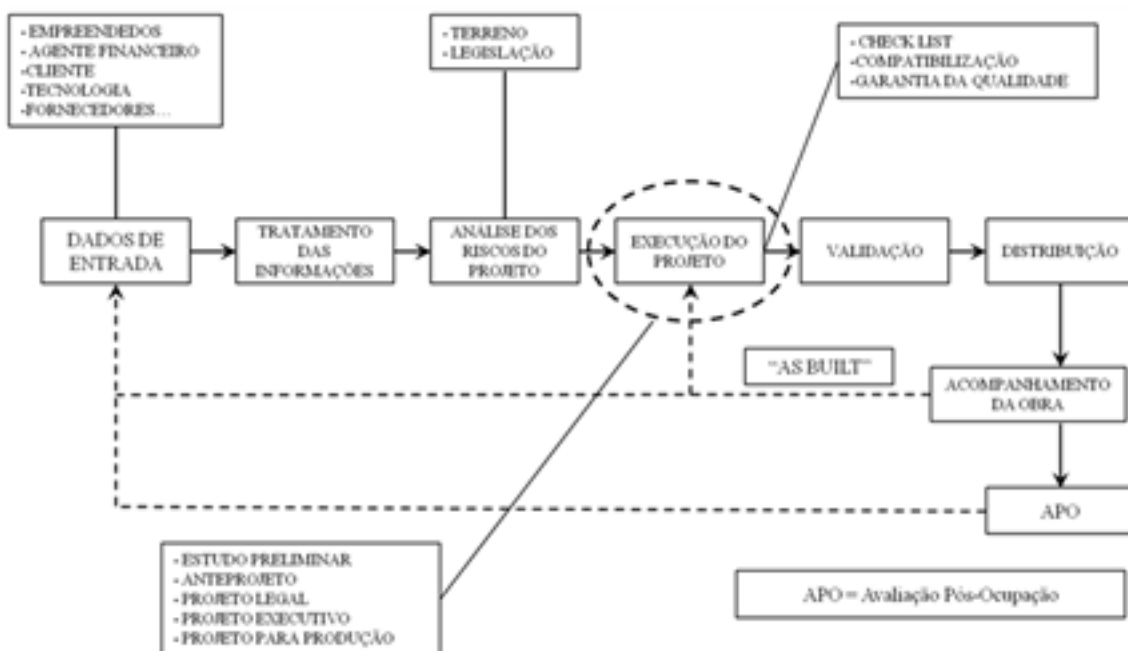 - EMPREENDEDOS
- AGENTE FINANCEIRO
-CLIENTE
-TECNOLOGIA
-FORNECEDORES...
- TERRENO
- LEGISLAÇÃO
- CHECK LIST
-COMPATIBILIZAÇÃO
-GARANTIA DA QUALIDADE
DADOS DE
ENTRADA
TRATAMENTO
DAS
INFORMAÇÕES
ANÁLISE DOS
RISCOS DO
PROJETO
EXECUÇÃO DO
PROJETO
VALIDAÇÃO
DISTRIBUIÇÃO
"AS BUILT"
ACOMPANHAMENTO
DA OBRA
APO
- ESTUDO PRELIMINAR
- ANTEPROJETO
- PROJETO LEGAL
- PROJETO EXECUTIVO
- PROJETO PARA PRODUÇÃO
APO = Avaliação Pós-Ocupação